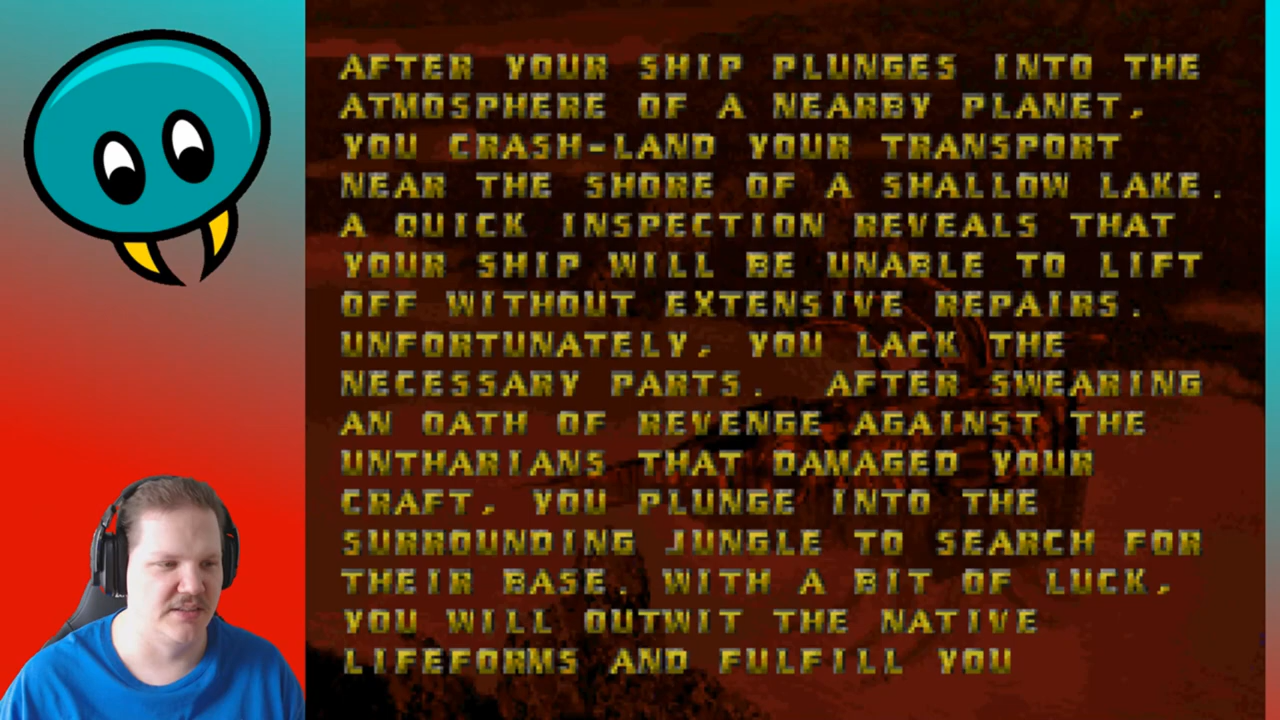 AFTER YOUR SHIP PLUNGES INTO THE
ATMOSPHERE OF A NEARBY PLANET,
YOU CRASH-LAND YOUR TRANSPORT
NEAR THE SHORE OF A SHALLOW LAKE.
A QUICK INSPECTION REVEALS THAT
YOUR SHIP WILL BE UNABLE TO LIFT
OFF WITHOUT EXTENSIVE REPAIRS.
UNFORTUNATELY, YOU LACK THE
NECESSARY PARTS. AFTER SWEARING
AN OATH OF REVENGE AGAINST THE
UNTHARIANS THAT DAMAGED YOUR
CRAFT, YOU PLUNGE INTO THE
SURROUNDING JUNGLE TO SEARCH FOR
THEIR BASE. WITH A BIT OF LUCK,
YOU WILL OUTWIT THE NATIVE
LIFEFORMS AND FULFILL YOU